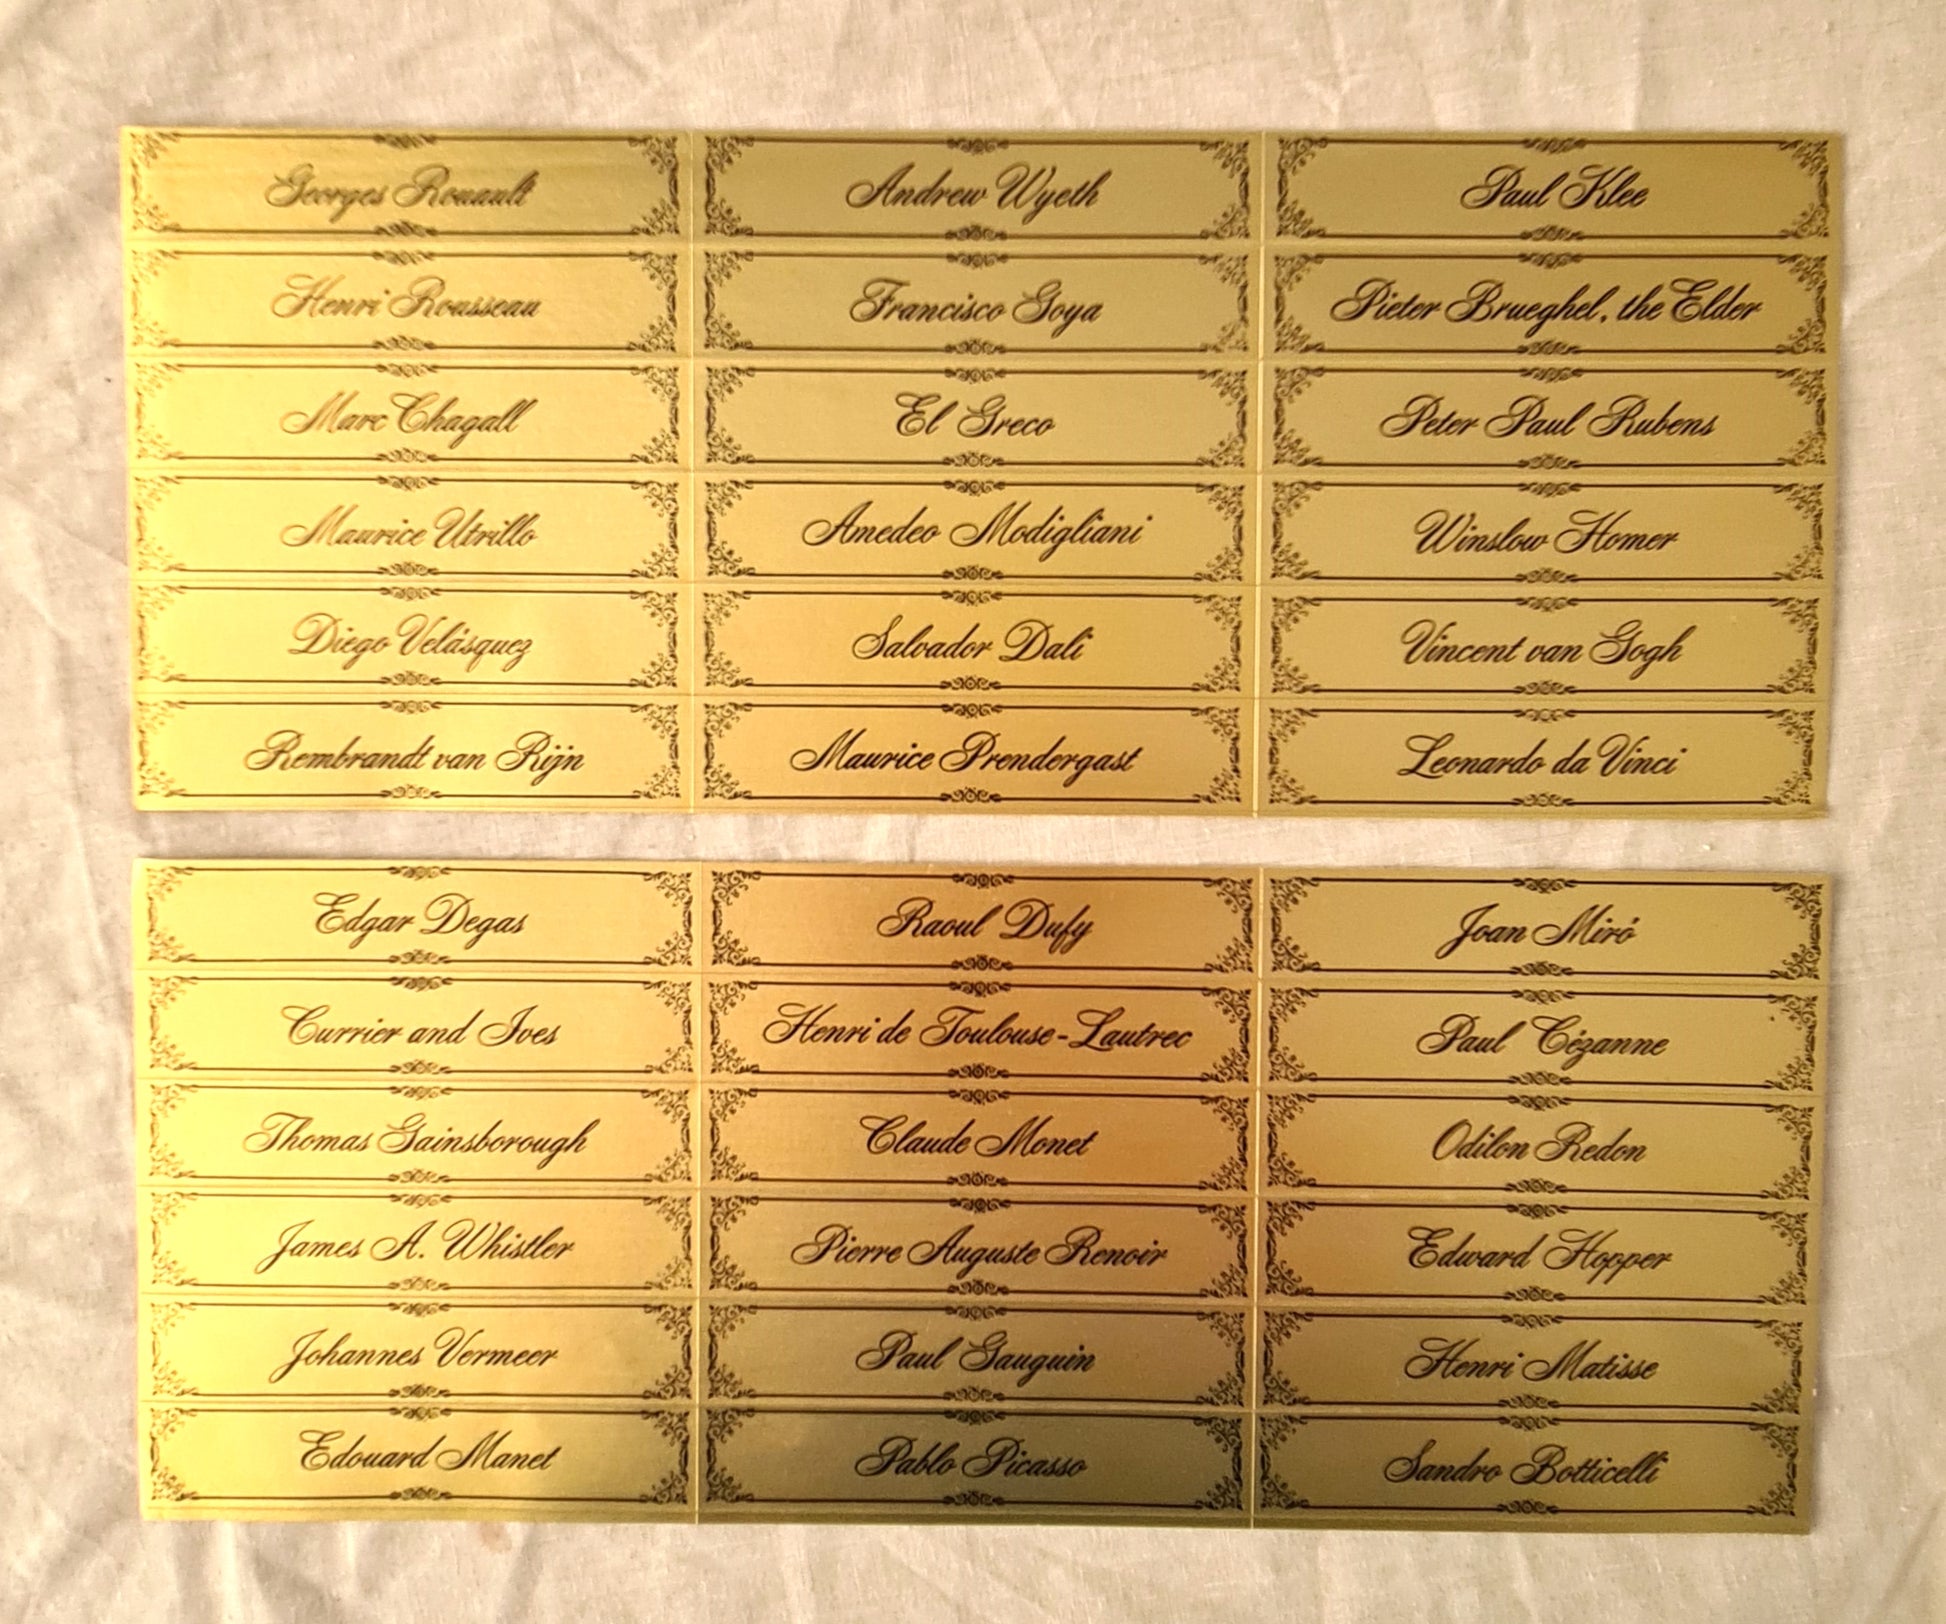 Georges Rouault
Andrew Wyeth
Paul Klee
Henri Rousseau
Francisco Goya
Pieter Brueghel, the Elder
Marc Chagall
El Greco
Peter Paul Rubens
Maurice Utrillo
Amedeo Modigliani
Winslow Homer
Diego Velásquez
Salvador Dali
Vincent van Gogh
Rembrandt van Rijn
Maurice Prendergast
Leonardo da Vinci
Edgar Degas
Raoul Dufy
Joan Miró
Currier and Ives
Henri de Toulouse-Lautrec
Paul Cézanne
Thomas Gainsborough
Claude Monet
Odilon Redon
James A. Whistler
Pierre Auguste Renoir
Edward Hopper
Johannes Vermeer
Paul Gauguin
Henri Matisse
Edouard Manet
Pablo Picasso
Sandro Botticelli